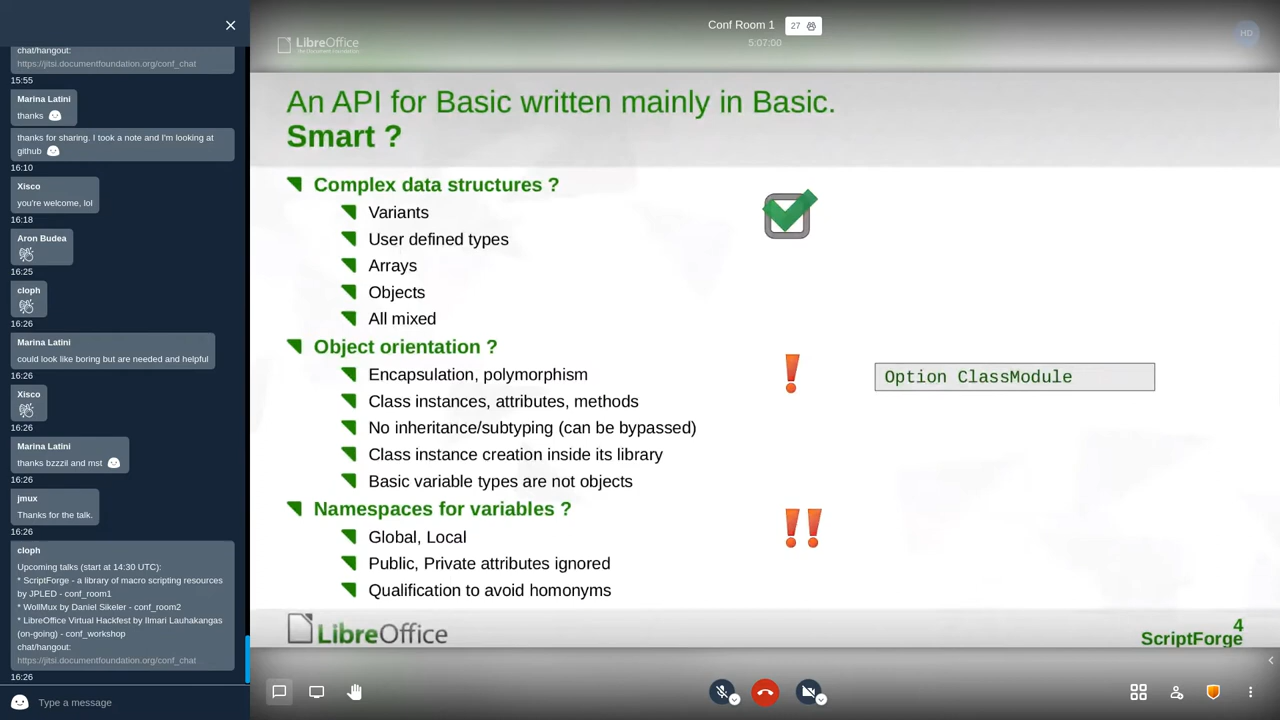 chat/hangout:
https://jitsi.documentfoundation.org/conf_chat
15:55
Marina Latini
thanks
thanks for sharing. I took a note and I'm looking at
github
16:10
Xisco
you're welcome, lol
16:18
Aron Budea
16:25
cloph
16:26
Marina Latini
could look like boring but are needed and helpful
16:26
Xisco
16:26
Marina Latini
thanks bzzzil and mst
16:26
jmux
Thanks for the talk.
16:26
cloph
Upcoming talks (start at 14:30 UTC):
* ScriptForge - a library of macro scripting resources
by JPLED - conf_room1
* WollMux by Daniel Sikeler - conf_room2
* LibreOffice Virtual Hackfest by Ilmari Lauhakangas
(on-going) - conf_workshop
chat/hangout:
https://jitsi.documentfoundation.org/conf_chat
16:26
Type a message
Conf Room 1 27
5:07:00
HD
LibreOffice
The Document Foundation
An API for Basic written mainly in Basic.
Smart ?
Complex data structures ?
Variants
User defined types
Arrays
Objects
All mixed
Object orientation ?
Encapsulation, polymorphism
Class instances, attributes, methods
No inheritance/subtyping (can be bypassed)
Class instance creation inside its library
Basic variable types are not objects
Option ClassModule
Namespaces for variables ?
Global, Local
Public, Private attributes ignored
Qualification to avoid homonyms
LibreOffice
4
ScriptForge